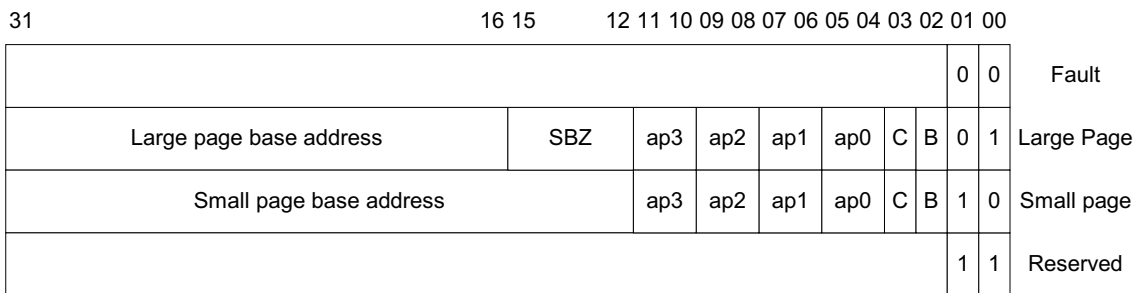 31 16 15 12 11 10 09 08 07 06 05 04 03 02 01 00
0 0 Fault
Large page base address SBZ ap3 ap2 ap1 ap0 C B 0 1 Large Page
Small page base address ap3 ap2 ap1 ap0 C B 1 0 Small page
1 1 Reserved